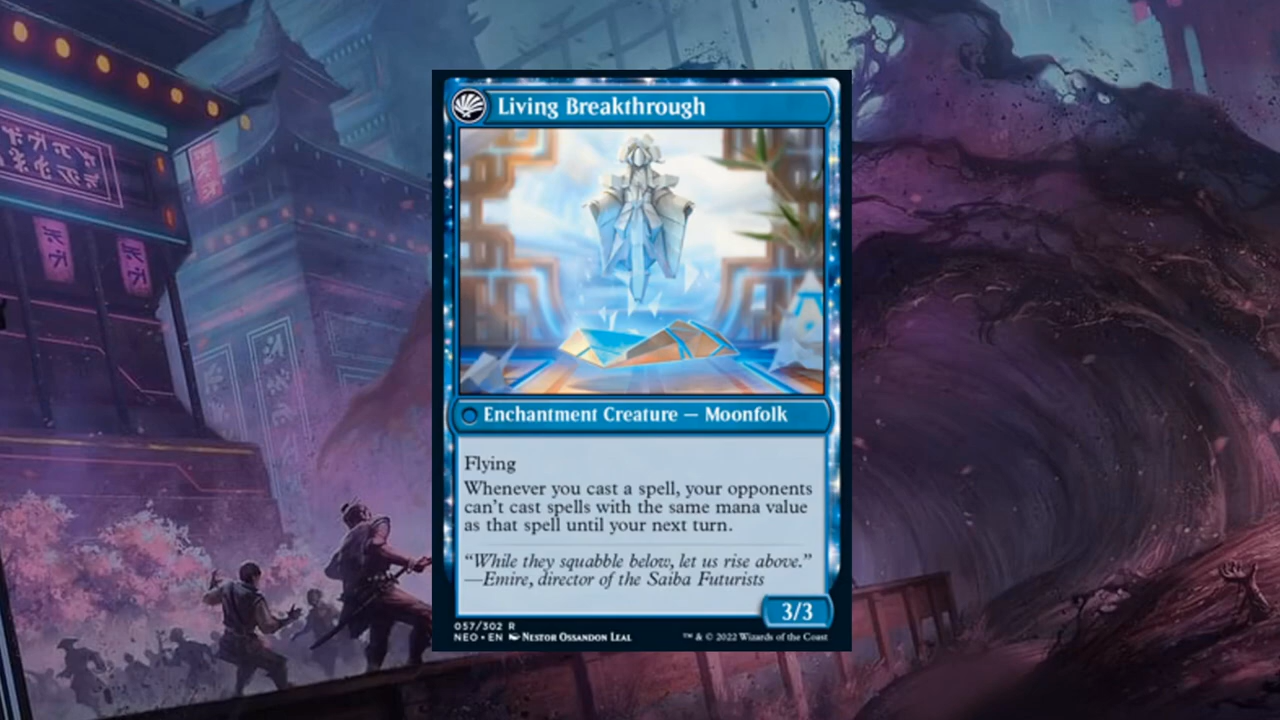 Living Breakthrough
Enchantment Creature — Moonfolk
Flying
Whenever you cast a spell, your opponents
can't cast spells with the same mana value
as that spell until your next turn.
“While they squabble below, let us rise above.”
—Emire, director of the Saiba Futurists
3/3
057/302 R
NEO • EN Nestor Ossandon Leal
™ & © 2022 Wizards of the Coast